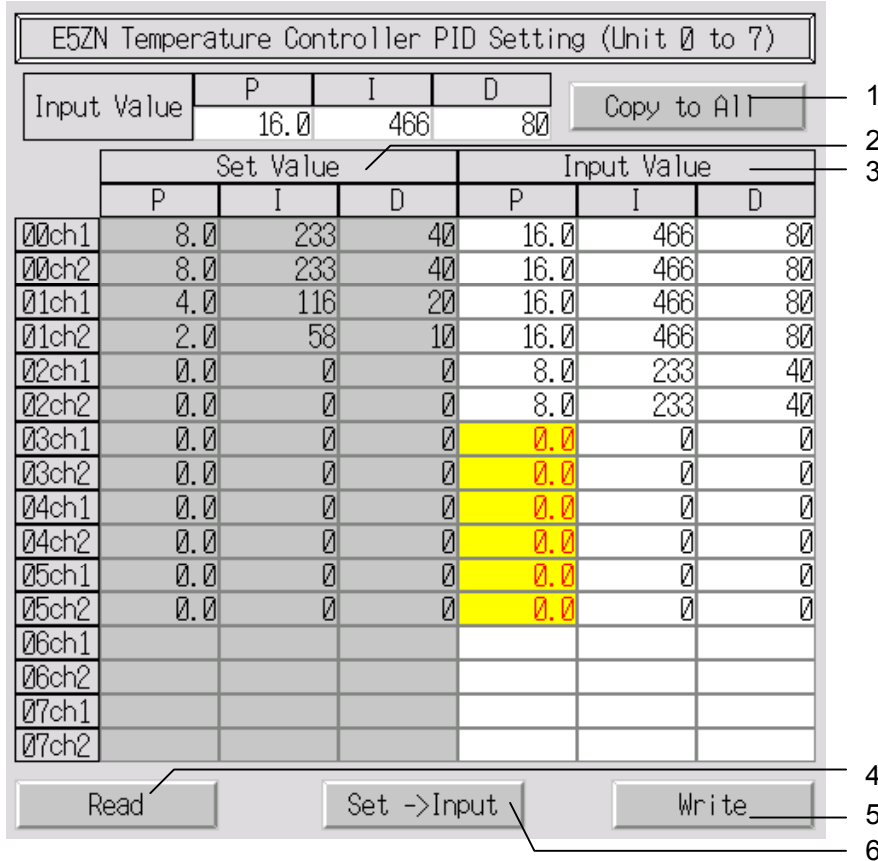 E5ZN Temperature Controller PID Setting (Unit 0 to 7)
Input Value P I D Copy to All 1
16.0 466 80
2
Set Value Input Value 3
P I D P I D
00ch1 8.0 233 40 16.0 466 80
00ch2 8.0 233 40 16.0 466 80
01ch1 4.0 116 20 16.0 466 80
01ch2 2.0 58 10 16.0 466 80
02ch1 0.0 0 0 8.0 233 40
02ch2 0.0 0 0 8.0 233 40
03ch1 0.0 0 0 0.0 0 0
03ch2 0.0 0 0 0.0 0 0
04ch1 0.0 0 0 0.0 0 0
04ch2 0.0 0 0 0.0 0 0
05ch1 0.0 0 0 0.0 0 0
05ch2 0.0 0 0 0.0 0 0
06ch1
06ch2
07ch1
07ch2
4
Read Set ->Input Write 5
6